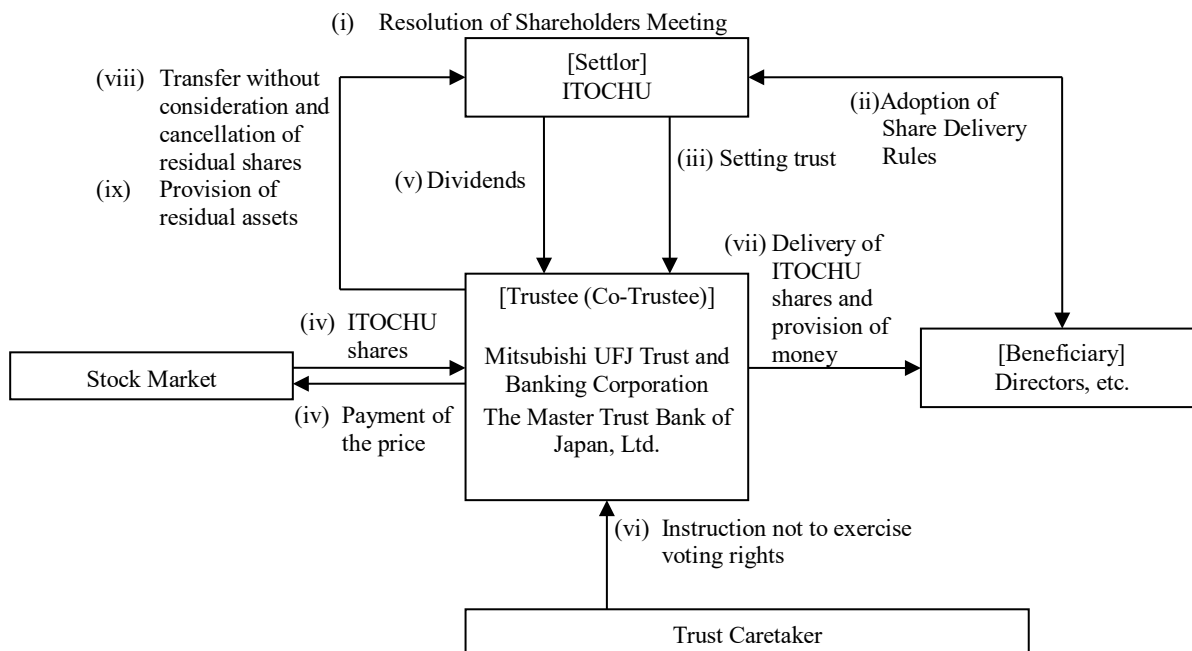 (i) Resolution of Shareholders Meeting
[Settlor]
ITOCHU
(viii) Transfer without
consideration and
cancellation of
residual shares
(ix) Provision of
residual assets
(ii) Adoption of
Share Delivery
Rules
(iii) Setting trust
(v) Dividends
(vii) Delivery of
ITOCHU
shares and
provision of
money
[Trustee (Co-Trustee)]
Mitsubishi UFJ Trust and
Banking Corporation
The Master Trust Bank of
Japan, Ltd.
(iv) ITOCHU
shares
Stock Market
(iv) Payment of
the price
[Beneficiary]
Directors, etc.
(vi) Instruction not to exercise
voting rights
Trust Caretaker